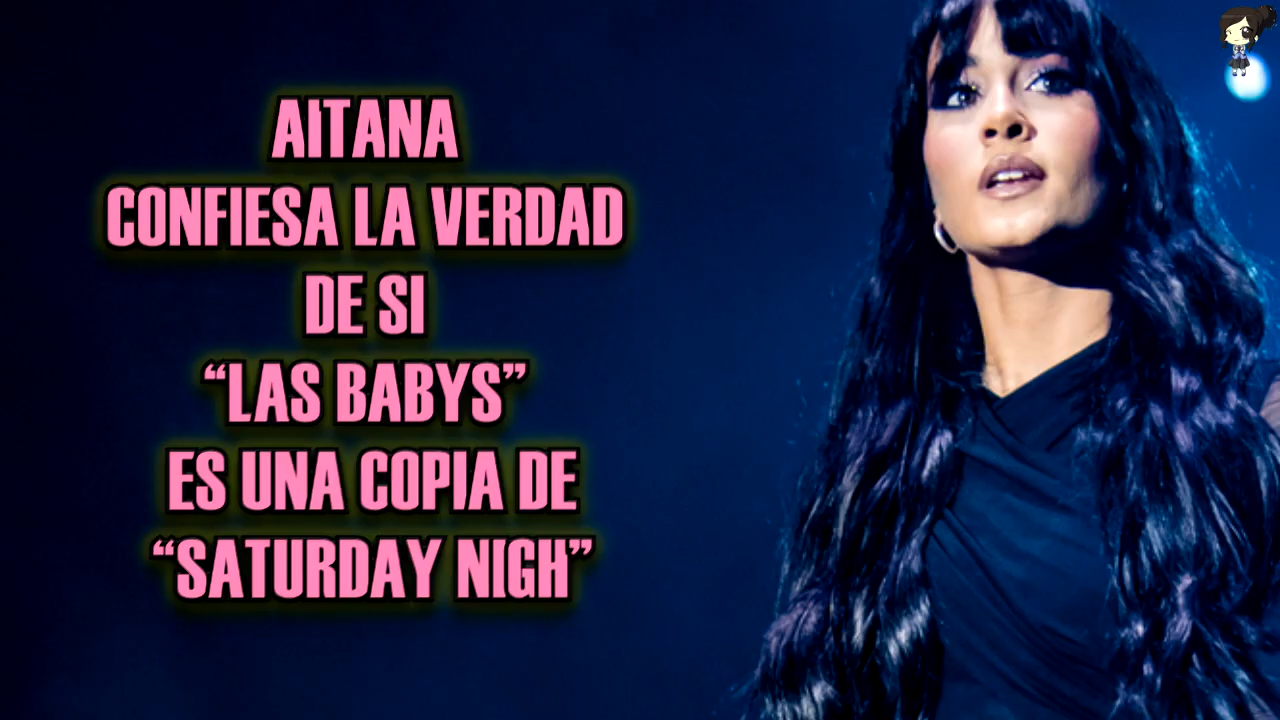 AITANA
CONFIESA LA VERDAD
DE SI
“LAS BABYS”
ES UNA COPIA DE
“SATURDAY NIGH”